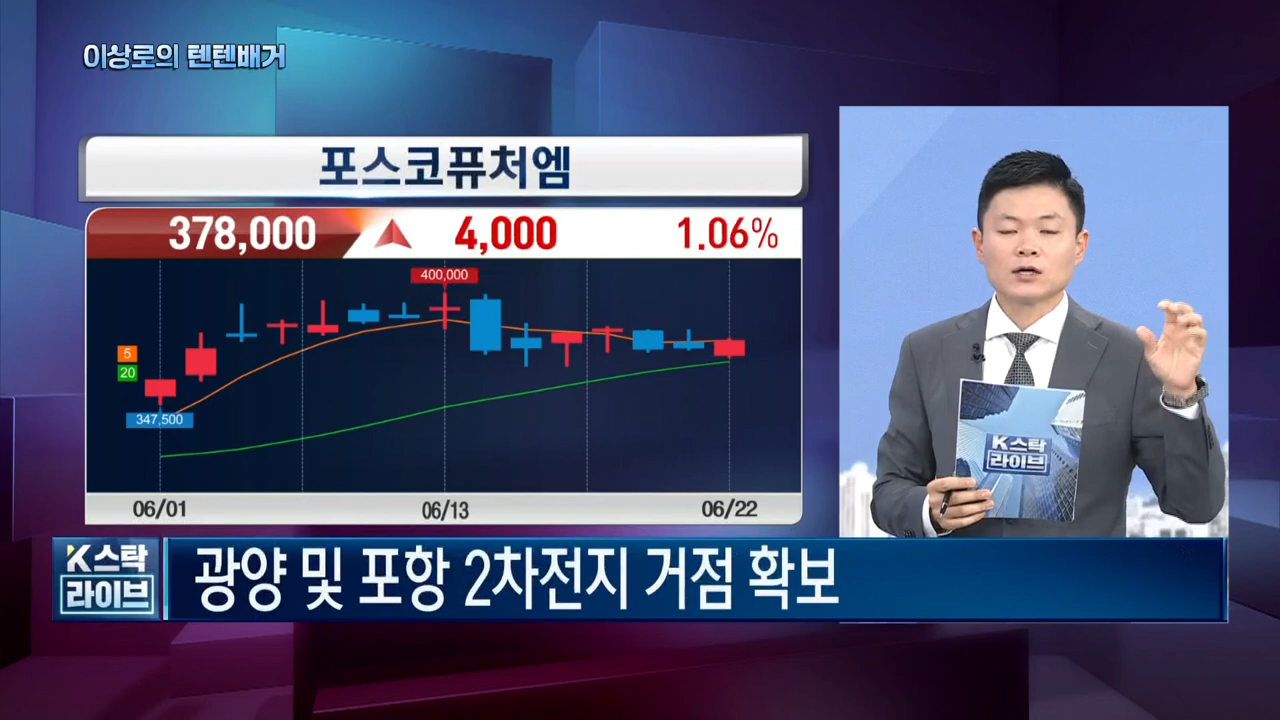 이상로의 텐텐배거
포스코퓨처엠
378,000 ▲ 4,000 1.06%
400,000
5
20
347,500
06/01 06/13 06/22
K스탁
라이브
K스탁
라이브
광양 및 포항 2차전지 거점 확보